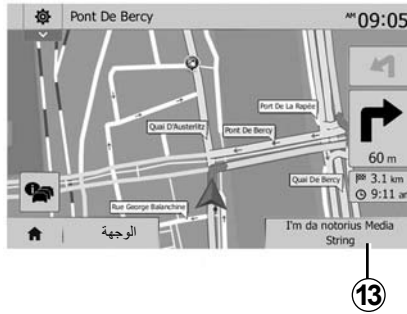 Pont De Bercy
AM 09:05
Port De La Rapée
Quai D'Austerlitz
Pont De Bercy
60 m
Quai De Bercy
3.1 km
9:11 am
Rue George Balanchine
الوجهة
I'm da notorius Media
String
13